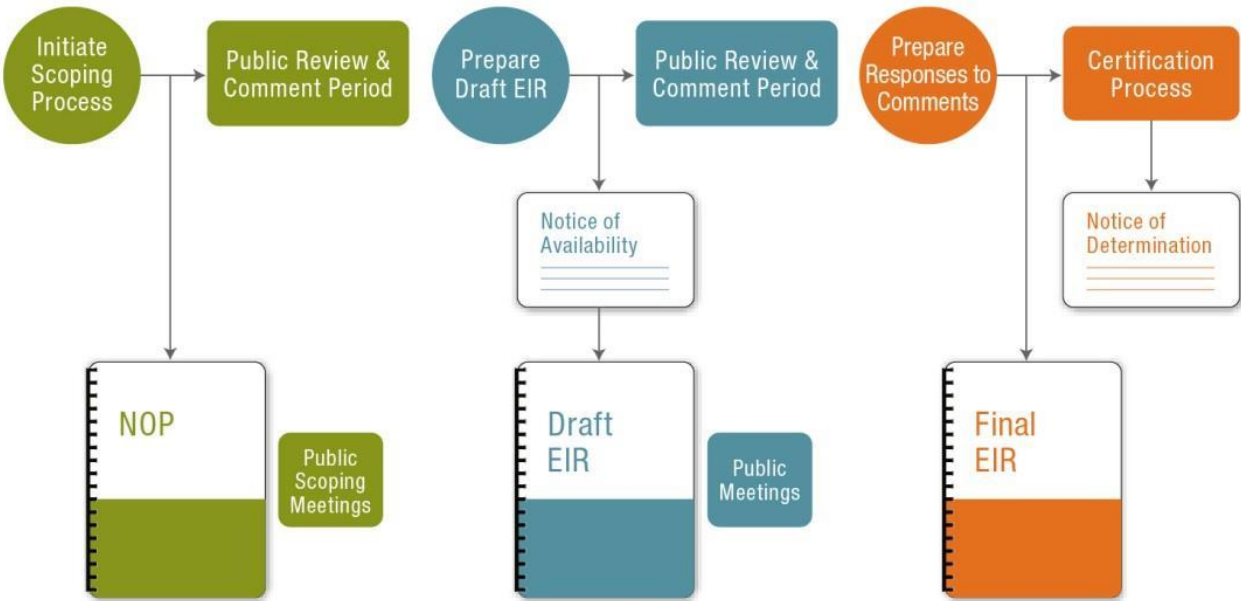 Initiate
Scoping
Process
Public Review &
Comment Period
Prepare
Draft EIR
Public Review &
Comment Period
Prepare
Responses to
Comments
Certification
Process
Notice of
Availability
Notice of
Determination
NOP
Public
Scoping
Meetings
Draft
EIR
Public
Meetings
Final
EIR